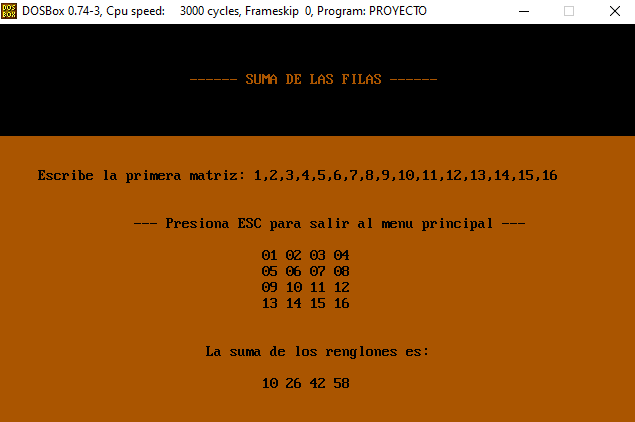 DOSBox 0.74-3, Cpu speed: 3000 cycles, Frameskip 0, Program: PROYECTO
------ SUMA DE LAS FILAS ------
Escribe la primera matriz: 1,2,3,4,5,6,7,8,9,10,11,12,13,14,15,16
--- Presiona ESC para salir al menu principal ---
01 02 03 04
05 06 07 08
09 10 11 12
13 14 15 16
La suma de los renglones es:
10 26 42 58